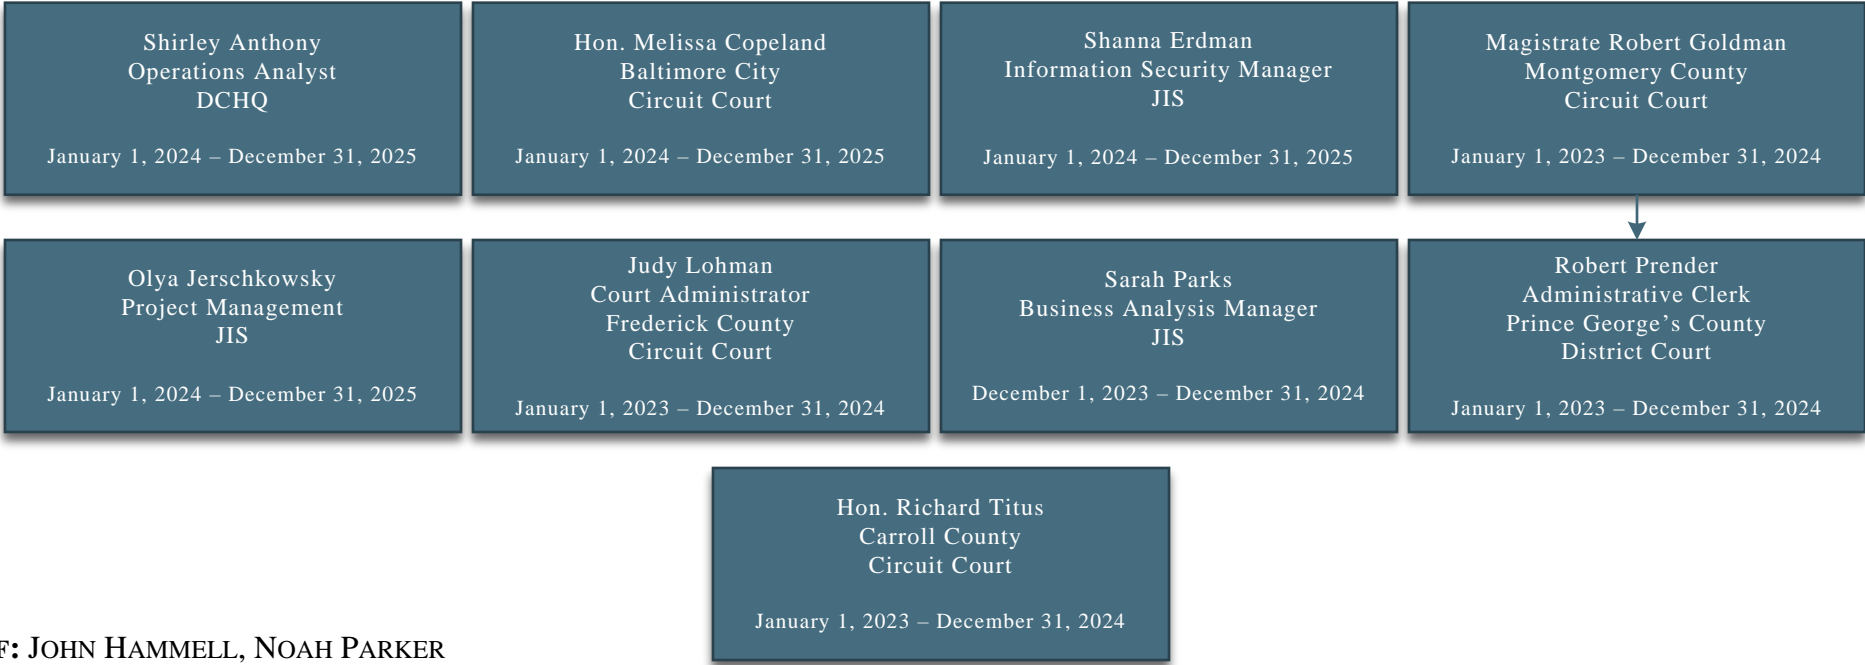 Shirley Anthony
Operations Analyst
DCHQ
January 1, 2024 – December 31, 2025
Hon. Melissa Copeland
Baltimore City
Circuit Court
January 1, 2024 – December 31, 2025
Shanna Erdman
Information Security Manager
JIS
January 1, 2024 – December 31, 2025
Magistrate Robert Goldman
Montgomery County
Circuit Court
January 1, 2023 – December 31, 2024
Olya Jerschkowsky
Project Management
JIS
January 1, 2024 – December 31, 2025
Judy Lohman
Court Administrator
Frederick County
Circuit Court
January 1, 2023 – December 31, 2024
Sarah Parks
Business Analysis Manager
JIS
December 1, 2023 – December 31, 2024
Robert Prender
Administrative Clerk
Prince George’s County
District Court
January 1, 2023 – December 31, 2024
Hon. Richard Titus
Carroll County
Circuit Court
January 1, 2023 – December 31, 2024
F: JOHN HAMMELL, NOAH PARKER